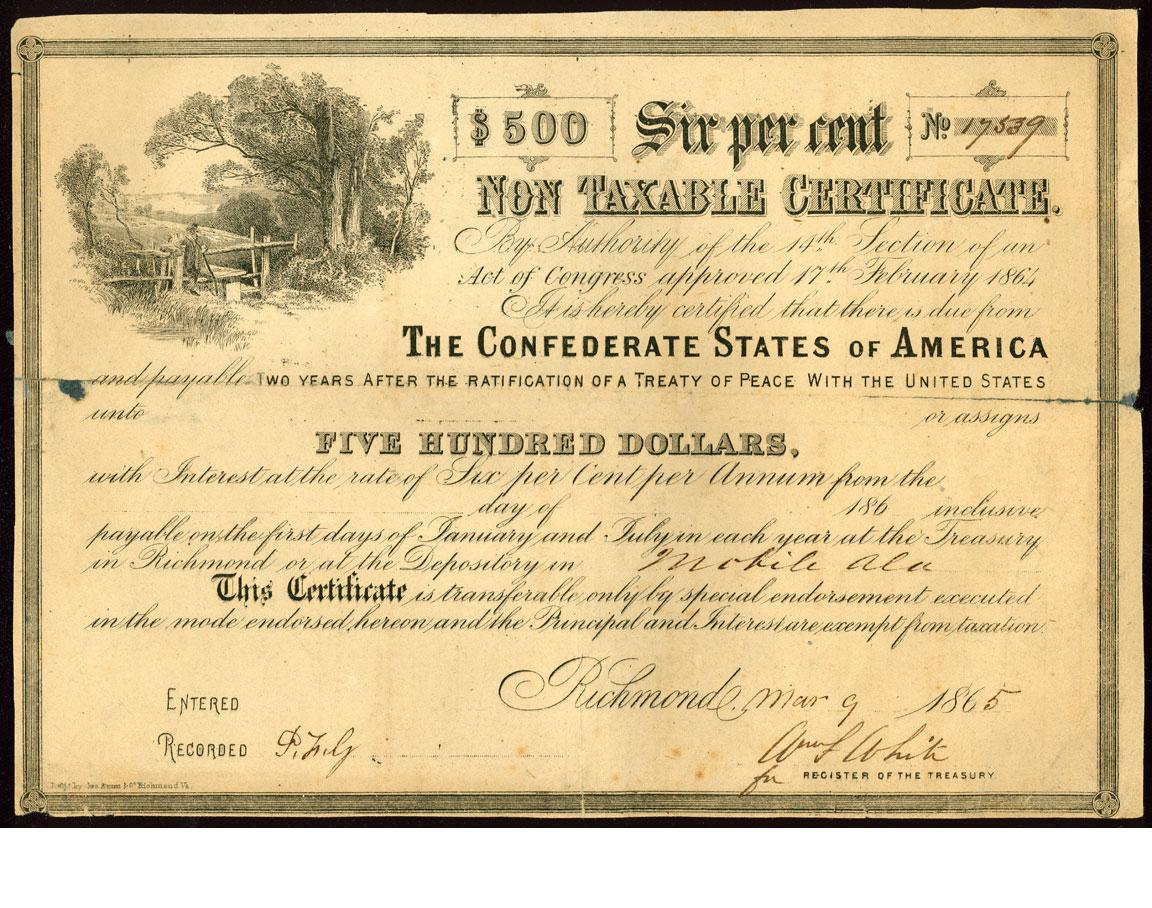 $500 Six per cent No 17539
NON TAXABLE CERTIFICATE.
By Authority of the 14th Section of an
Act of Congress approved 17th February 1864
It is hereby certified that there is due from
THE CONFEDERATE STATES OF AMERICA
and payable TWO YEARS AFTER THE RATIFICATION OF A TREATY OF PEACE WITH THE UNITED STATES
unto or assigns
FIVE HUNDRED DOLLARS,
with Interest at the rate of Six per Cent per Annum from the
day of 186 inclusive
payable on the first days of January and July in each year at the Treasury
in Richmond or at the Depository in Mobile Ala
This Certificate is transferable only by special endorsement executed
in the mode endorsed hereon and the Principal and Interest are exempt from taxation.
Richmond, Mar 9 1865
ENTERED
RECORDED
Wm S White
for REGISTER OF THE TREASURY
Richmond Va.